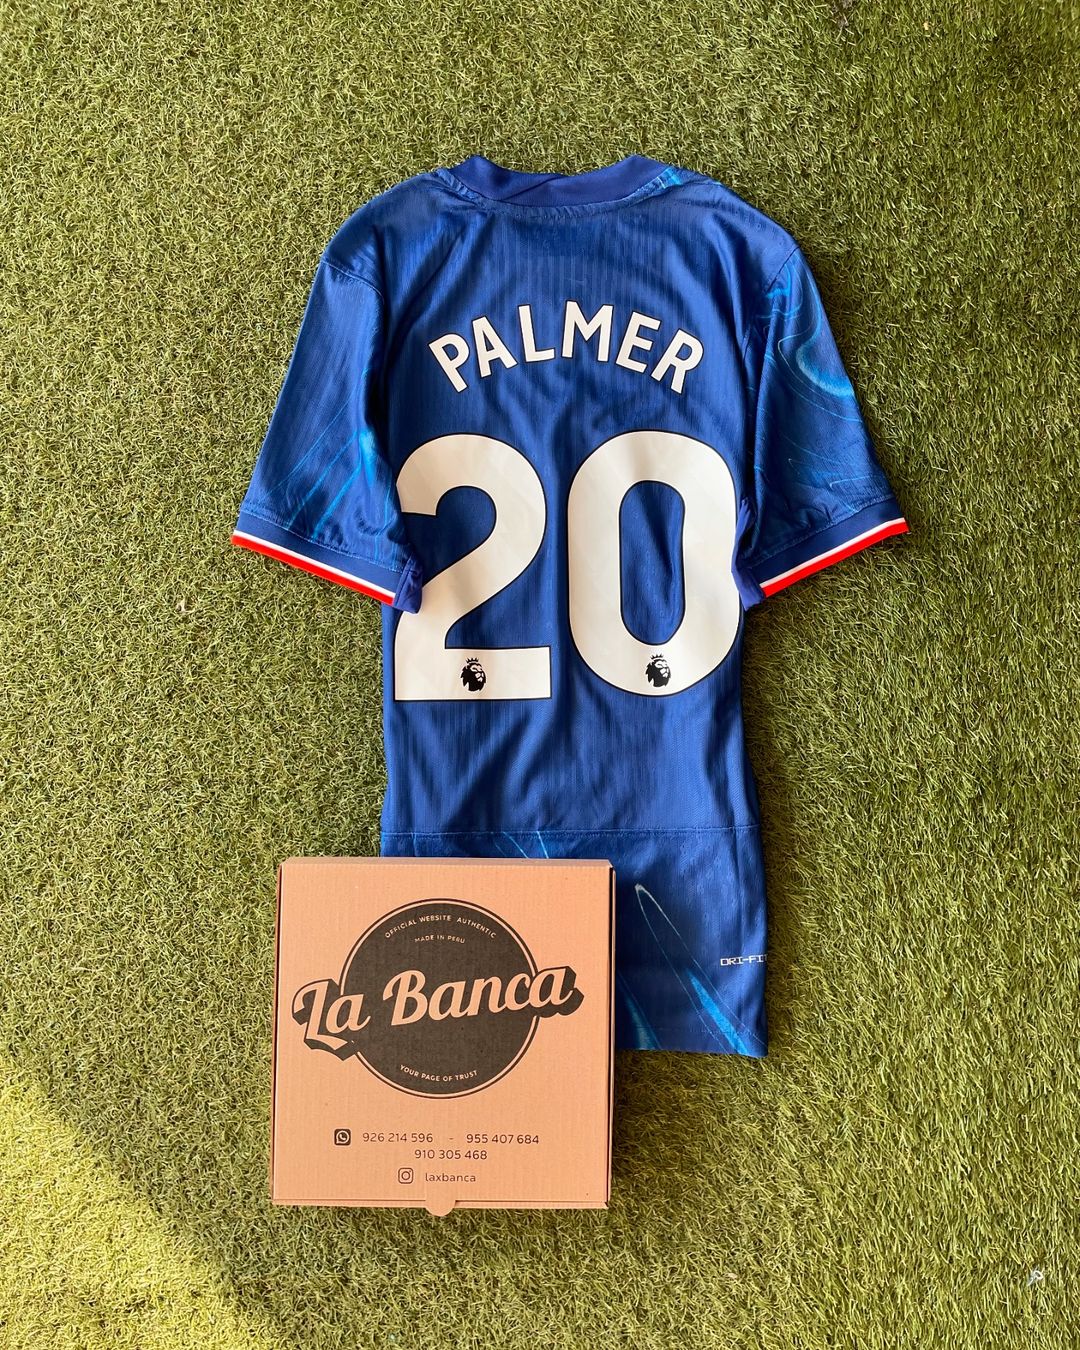 PALMER
20
DRI-FIT
OFFICIAL WEBSITE AUTHENTIC
MADE IN PERU
La Banca
YOUR PAGE OF TRUST
926 214 596 - 955 407 684
910 305 468
laxbanca